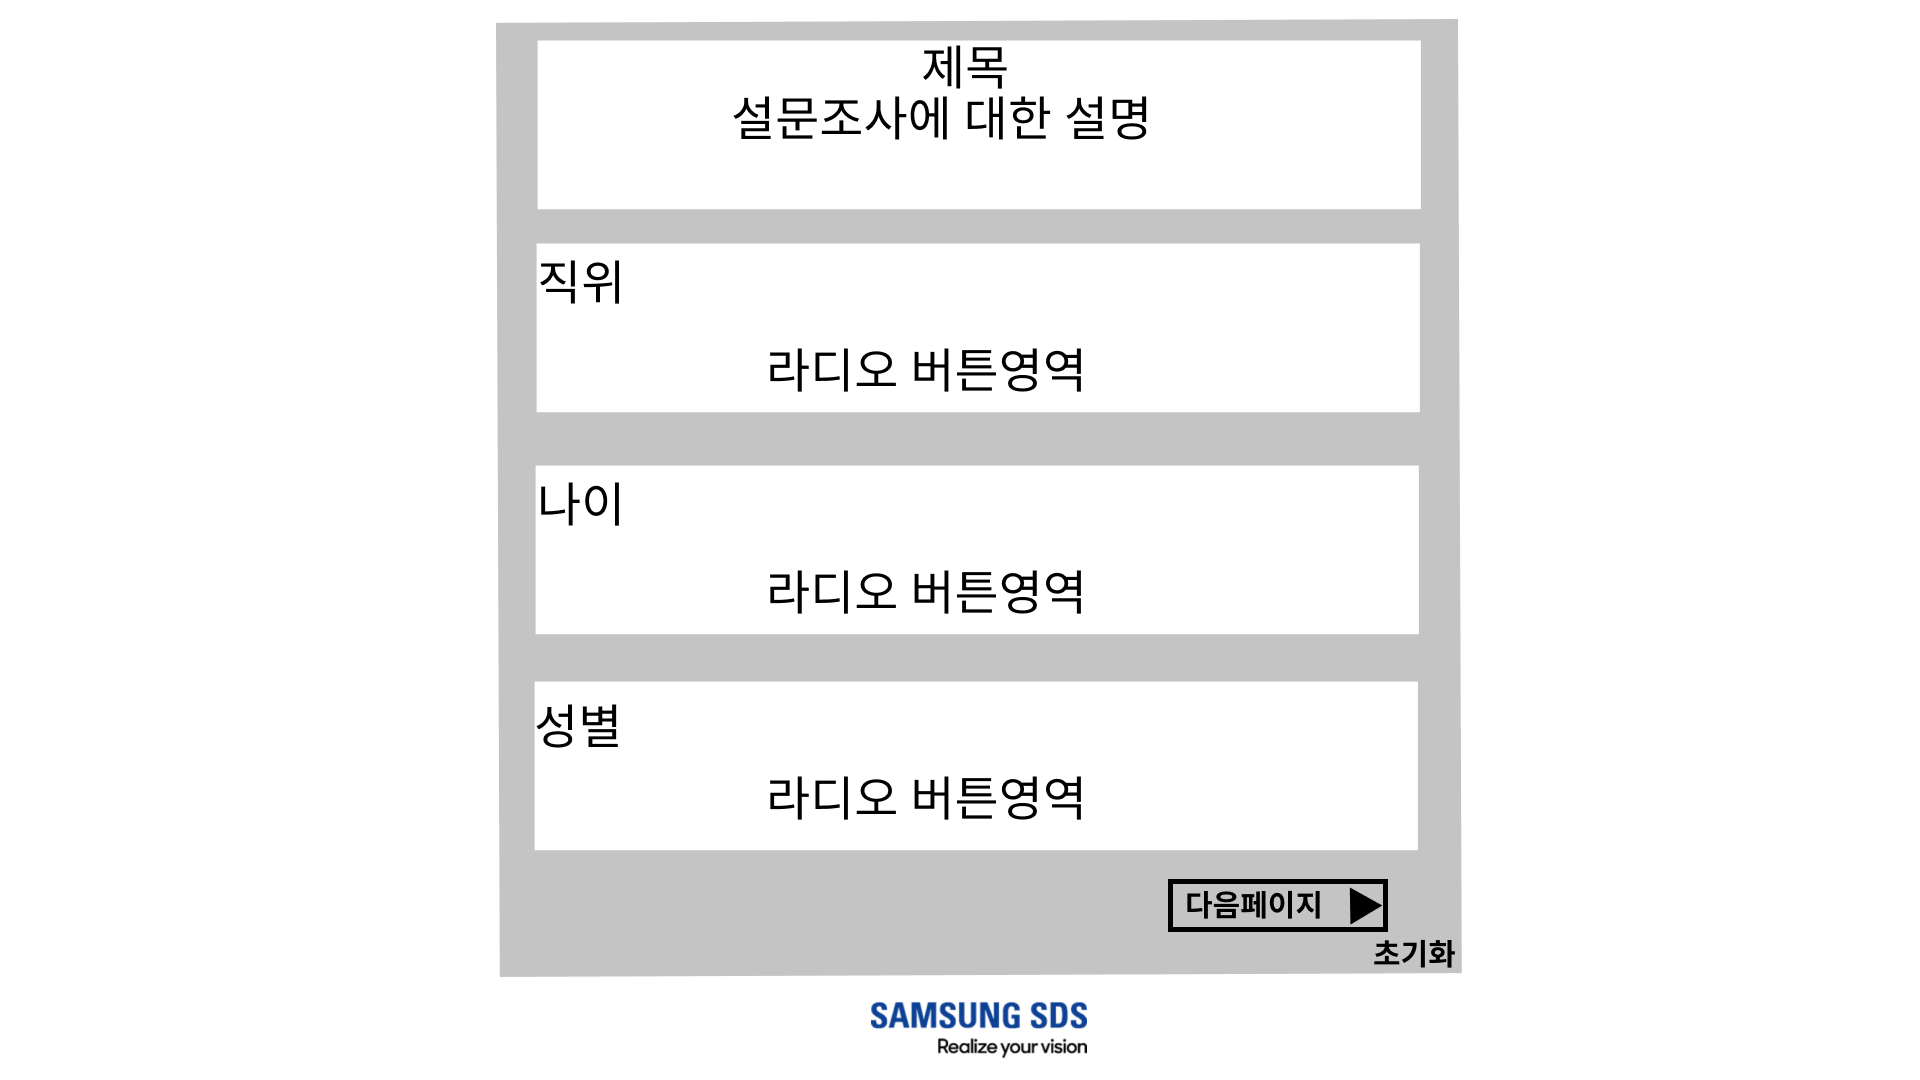 제목
설문조사에 대한 설명
직위
라디오 버튼영역
나이
라디오 버튼영역
성별
라디오 버튼영역
다음페이지
초기화
SAMSUNG SDS
Realize your vision